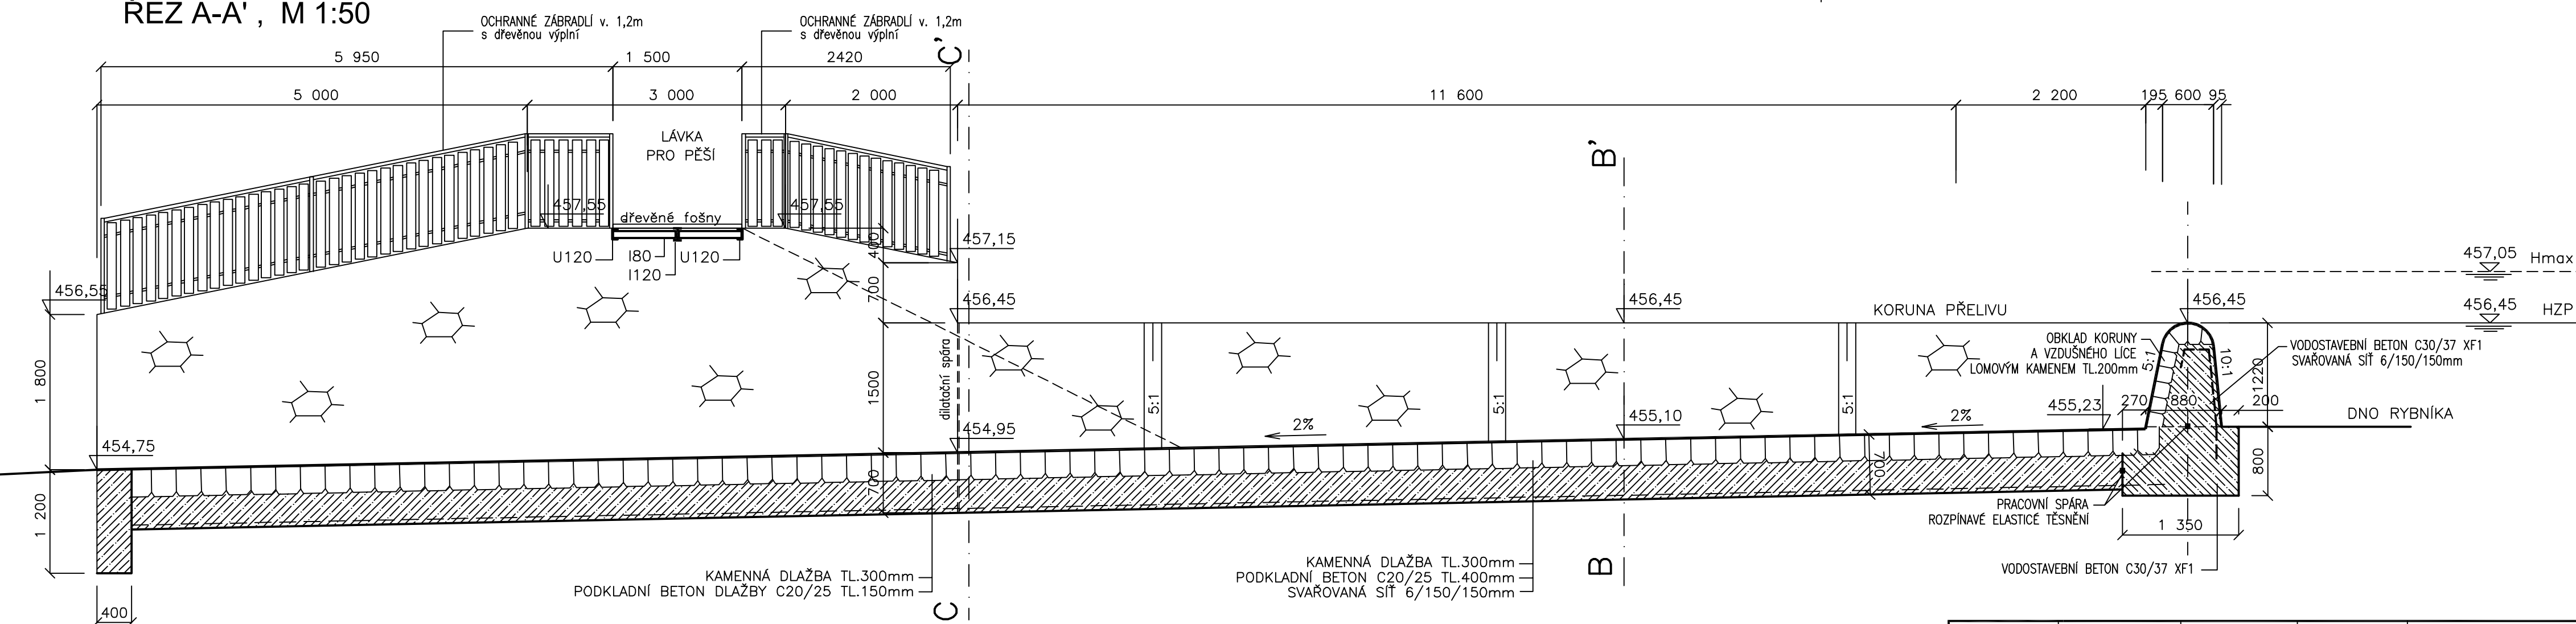 ŘEZ A-A' , M 1:50
OCHRANNÉ ZÁBRADLÍ v. 1,2m
s dřevěnou výplní
OCHRANNÉ ZÁBRADLÍ v. 1,2m
s dřevěnou výplní
C'
5 950
1 500
2420
5 000
3 000
2 000
11 600
2 200
195 600 95
LÁVKA
PRO PĚŠÍ
B'
457,55
dřevěné fošny
457,55
U120
I80
I120
U120
400
457,15
457,05 Hmax
456,55
700
456,45
456,45
KORUNA PŘELIVU
456,45
456,45 HZP
OBKLAD KORUNY
A VZDUŠNÉHO LÍCE
LOMOVÝM KAMENEM TL.200mm
5:1
10:1
VODOSTAVEBNÍ BETON C30/37 XF1
SVAŘOVANÁ SÍŤ 6/150/150mm
1 800
1500
dilatační spára
5:1
5:1
5:1
1220
270
880
200
DNO RYBNÍKA
454,75
454,95
2%
455,10
2%
455,23
1 200
700
700
800
PRACOVNÍ SPÁRA
ROZPÍNAVÉ ELASTICÉ TĚSNĚNÍ
1 350
KAMENNÁ DLAŽBA TL.300mm
PODKLADNÍ BETON DLAŽBY C20/25 TL.150mm
KAMENNÁ DLAŽBA TL.300mm
PODKLADNÍ BETON C20/25 TL.400mm
SVAŘOVANÁ SÍŤ 6/150/150mm
B
VODOSTAVEBNÍ BETON C30/37 XF1
400
C